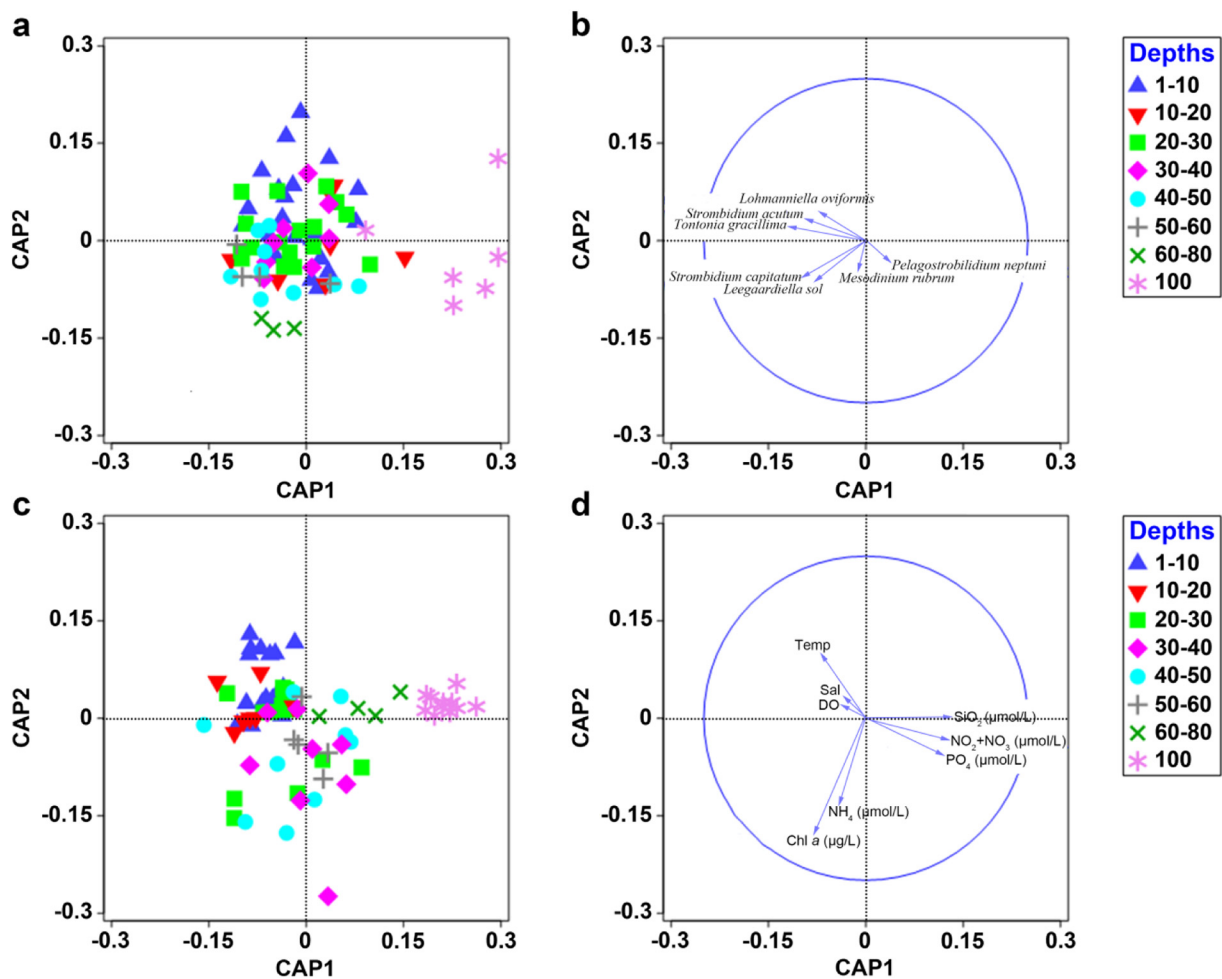 a
0.3
0.15
0
-0.15
-0.3
CAP2
-0.3
-0.15
0
0.15
0.3
CAP1
b
0.3
0.15
0
-0.15
-0.3
CAP2
Lohmanniella oviformis
Strombidium acutum
Tontonia gracillima
Pelagostrobilidium neptuni
Strombidium capitatum
Mesodinium rubrum
Leegaardiella sol
-0.3
-0.15
0
0.15
0.3
CAP1
Depths
1-10
10-20
20-30
30-40
40-50
50-60
60-80
100
c
0.3
0.15
0
-0.15
-0.3
CAP2
-0.3
-0.15
0
0.15
0.3
CAP1
d
0.3
0.15
0
-0.15
-0.3
CAP2
Temp
Sal
DO
SiO₂ (μmol/L)
NO₂+NO₃ (μmol/L)
PO₄ (μmol/L)
NH₄ (μmol/L)
Chl a (μg/L)
-0.3
-0.15
0
0.15
0.3
CAP1
Depths
1-10
10-20
20-30
30-40
40-50
50-60
60-80
100